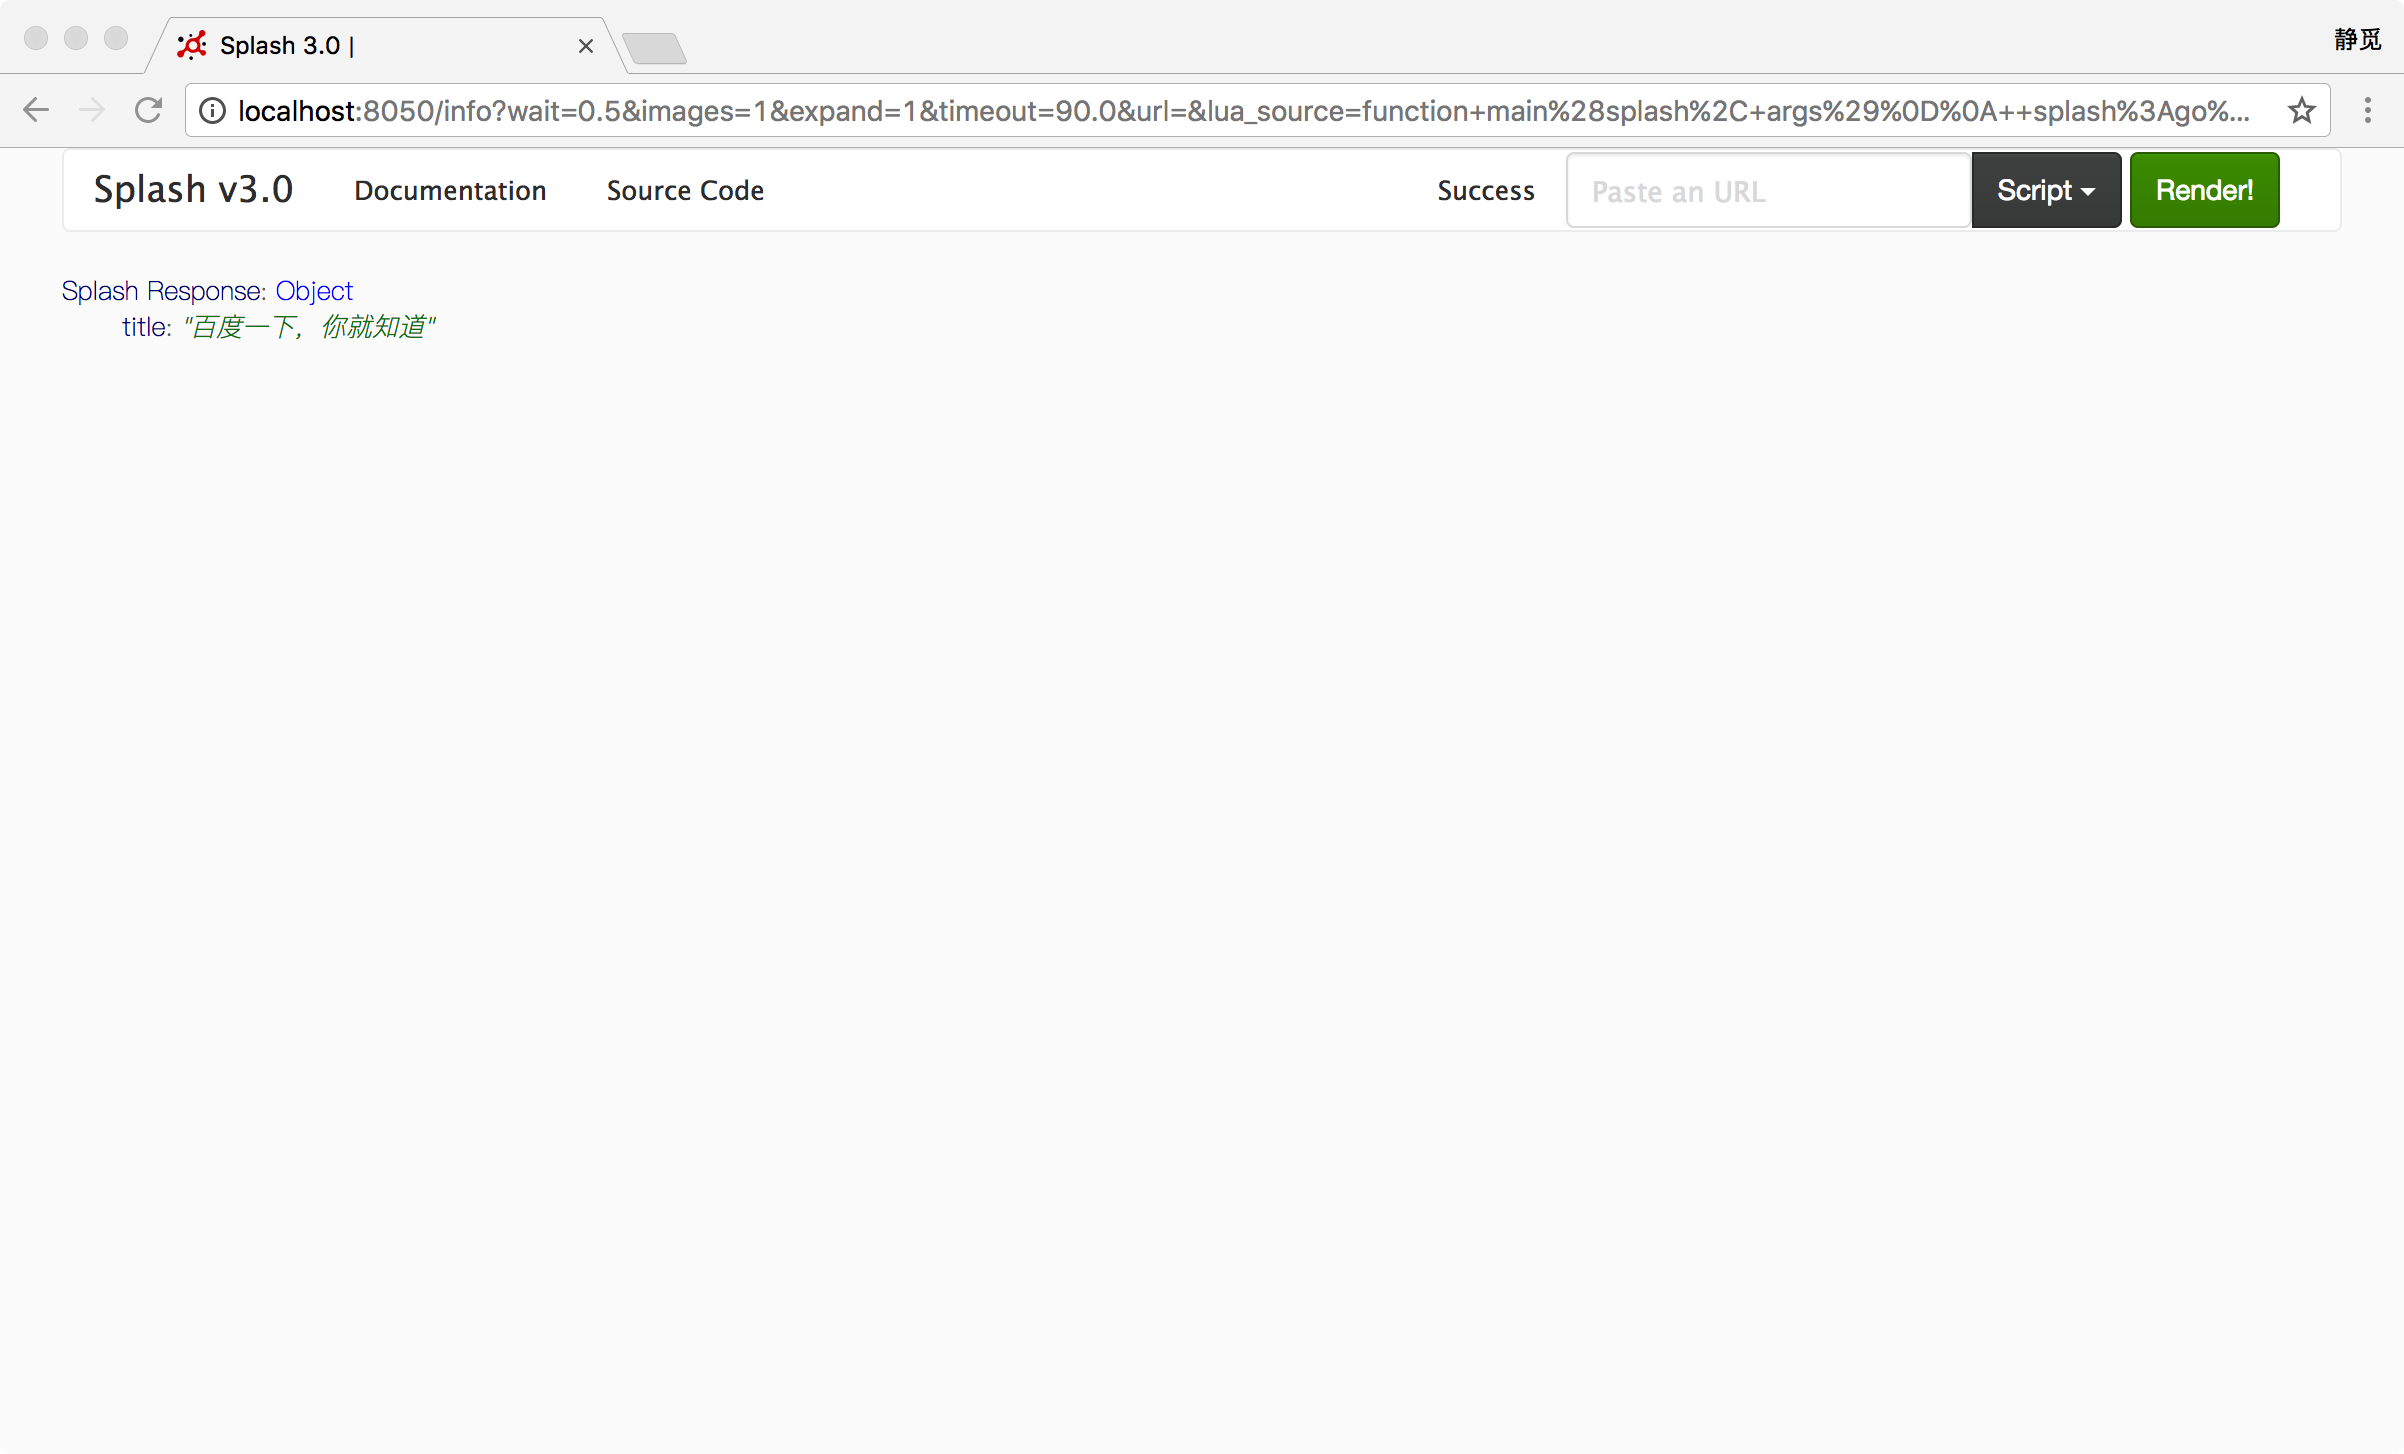 Splash 3.0 |
静觅
localhost:8050/info?wait=0.5&images=1&expand=1&timeout=90.0&url=&lua_source=function+main%28splash%2C+args%29%0D%0A++splash%3Ago%...
Splash v3.0 Documentation Source Code Success Paste an URL Script Render!
Splash Response: Object
title: "百度一下，你就知道"